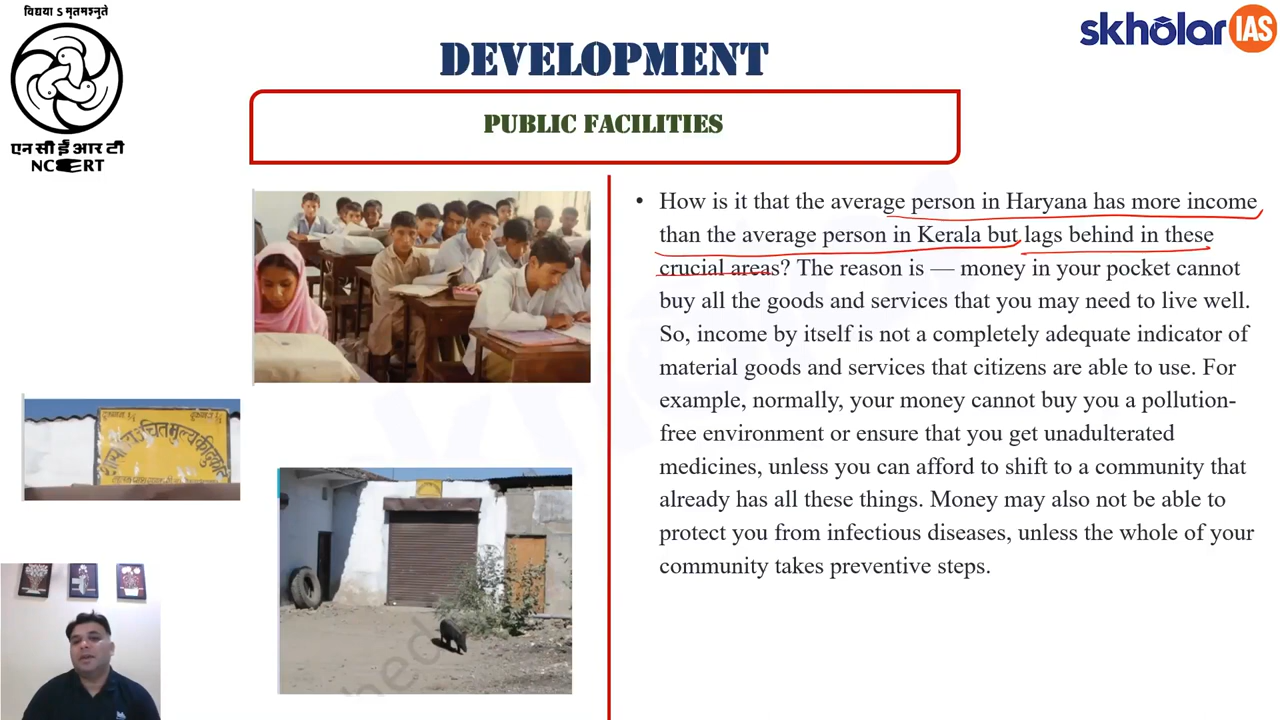 विद्यया ऽ मृतमश्नुते
skholar IAS
DEVELOPMENT
एन सी ई आर टी
NCERT
PUBLIC FACILITIES
• How is it that the average person in Haryana has more income
than the average person in Kerala but lags behind in these
crucial areas? The reason is — money in your pocket cannot
buy all the goods and services that you may need to live well.
So, income by itself is not a completely adequate indicator of
material goods and services that citizens are able to use. For
example, normally, your money cannot buy you a pollution-
free environment or ensure that you get unadulterated
medicines, unless you can afford to shift to a community that
already has all these things. Money may also not be able to
protect you from infectious diseases, unless the whole of your
community takes preventive steps.